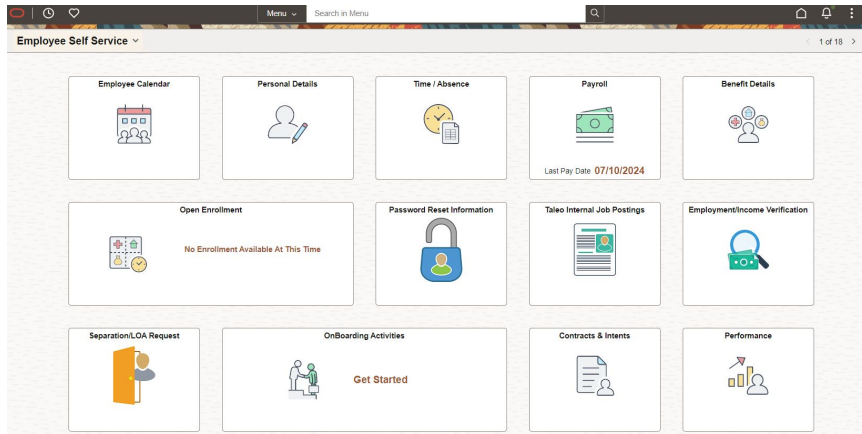 Menu
Search in Menu
Employee Self Service
1 of 18
Employee Calendar
Personal Details
Time / Absence
Payroll
Last Pay Date 07/10/2024
Benefit Details
Open Enrollment
No Enrollment Available At This Time
Password Reset Information
Taleo Internal Job Postings
Employment/Income Verification
Separation/LOA Request
OnBoarding Activities
Get Started
Contracts & Intents
Performance